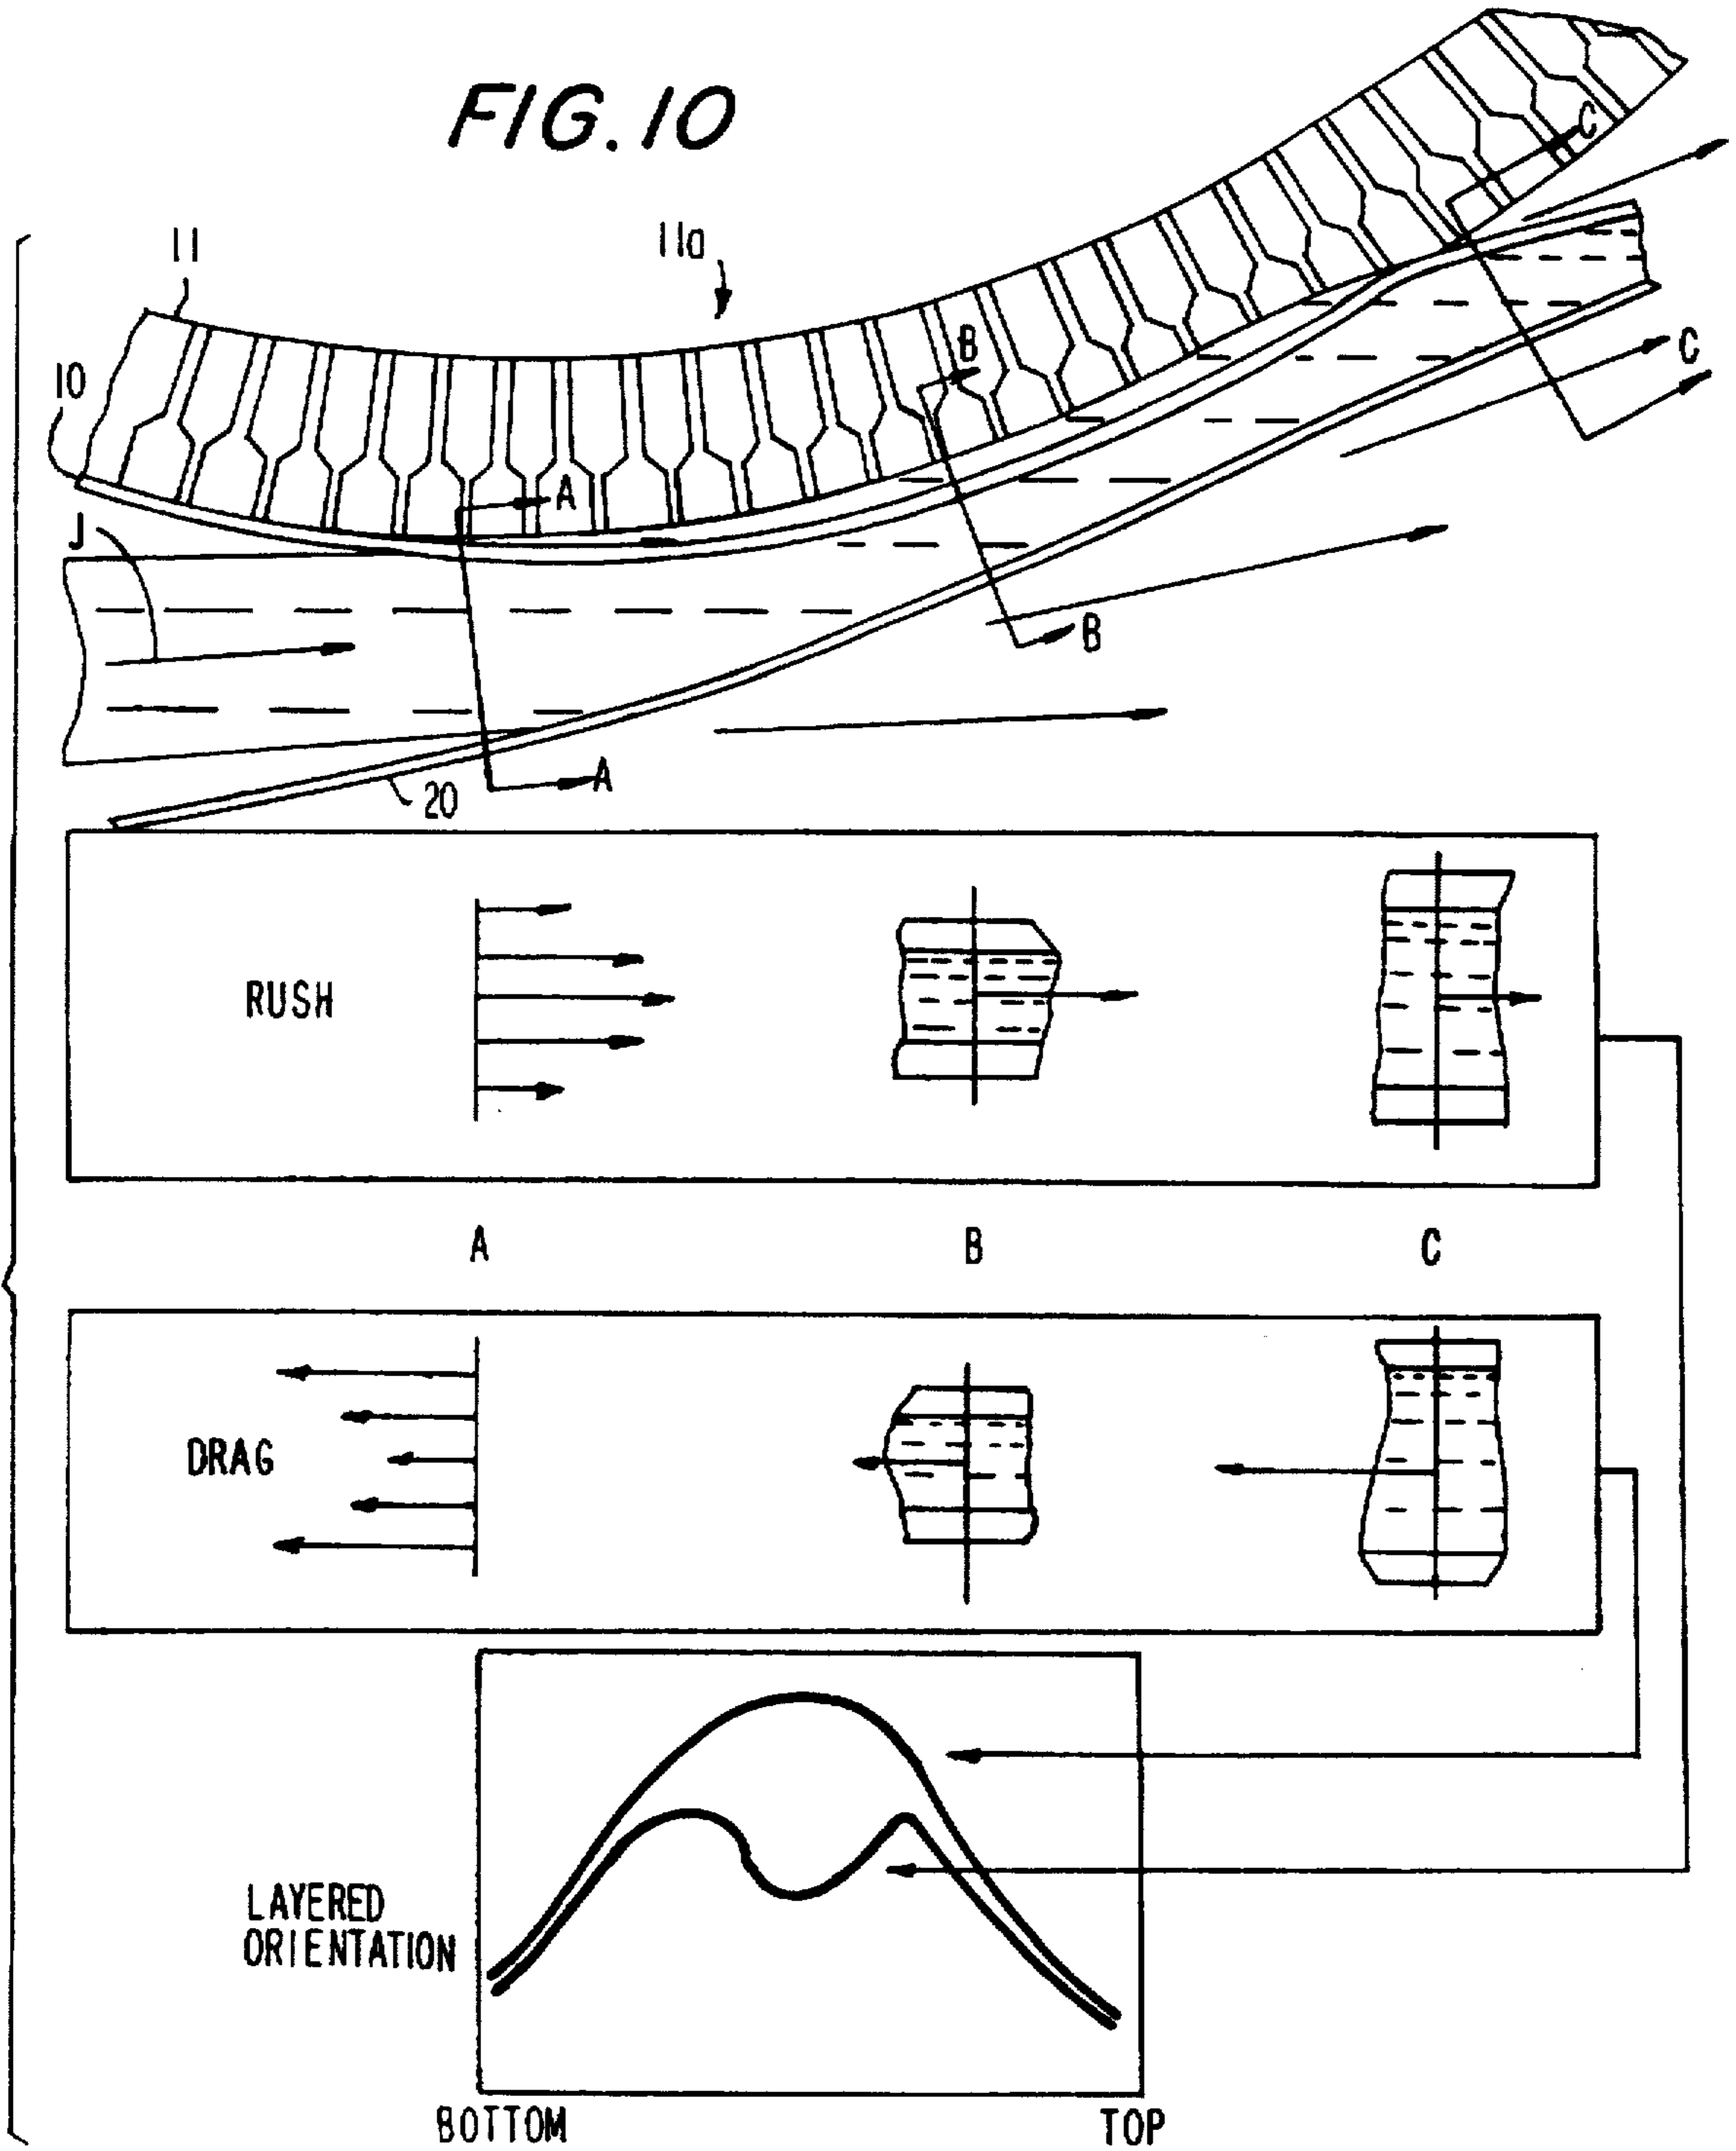 FIG. 10
C
11
11a
B
C
10
A
J
B
A
20
RUSH
A B C
DRAG
LAYERED
ORIENTATION
BOTTOM TOP